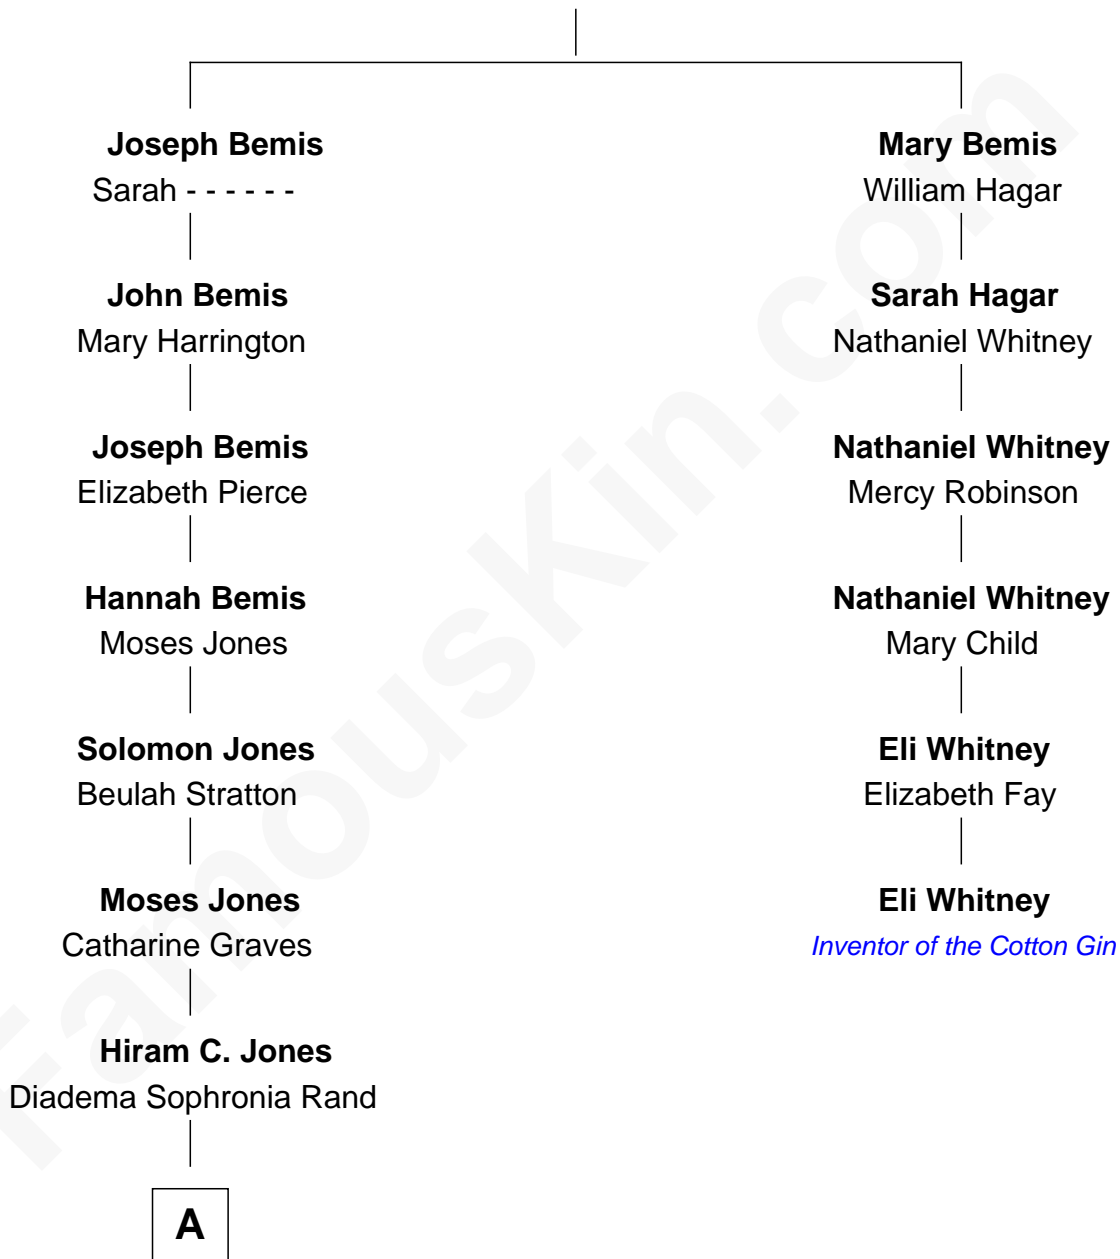 Joseph Bemis
Sarah - - - - - -
John Bemis
Mary Harrington
Joseph Bemis
Elizabeth Pierce
Hannah Bemis
Moses Jones
Solomon Jones
Beulah Stratton
Moses Jones
Catharine Graves
Hiram C. Jones
Diadema Sophronia Rand
A
Mary Bemis
William Hagar
Sarah Hagar
Nathaniel Whitney
Nathaniel Whitney
Mercy Robinson
Nathaniel Whitney
Mary Child
Eli Whitney
Elizabeth Fay
Eli Whitney
Inventor of the Cotton Gin
FamousKin.com